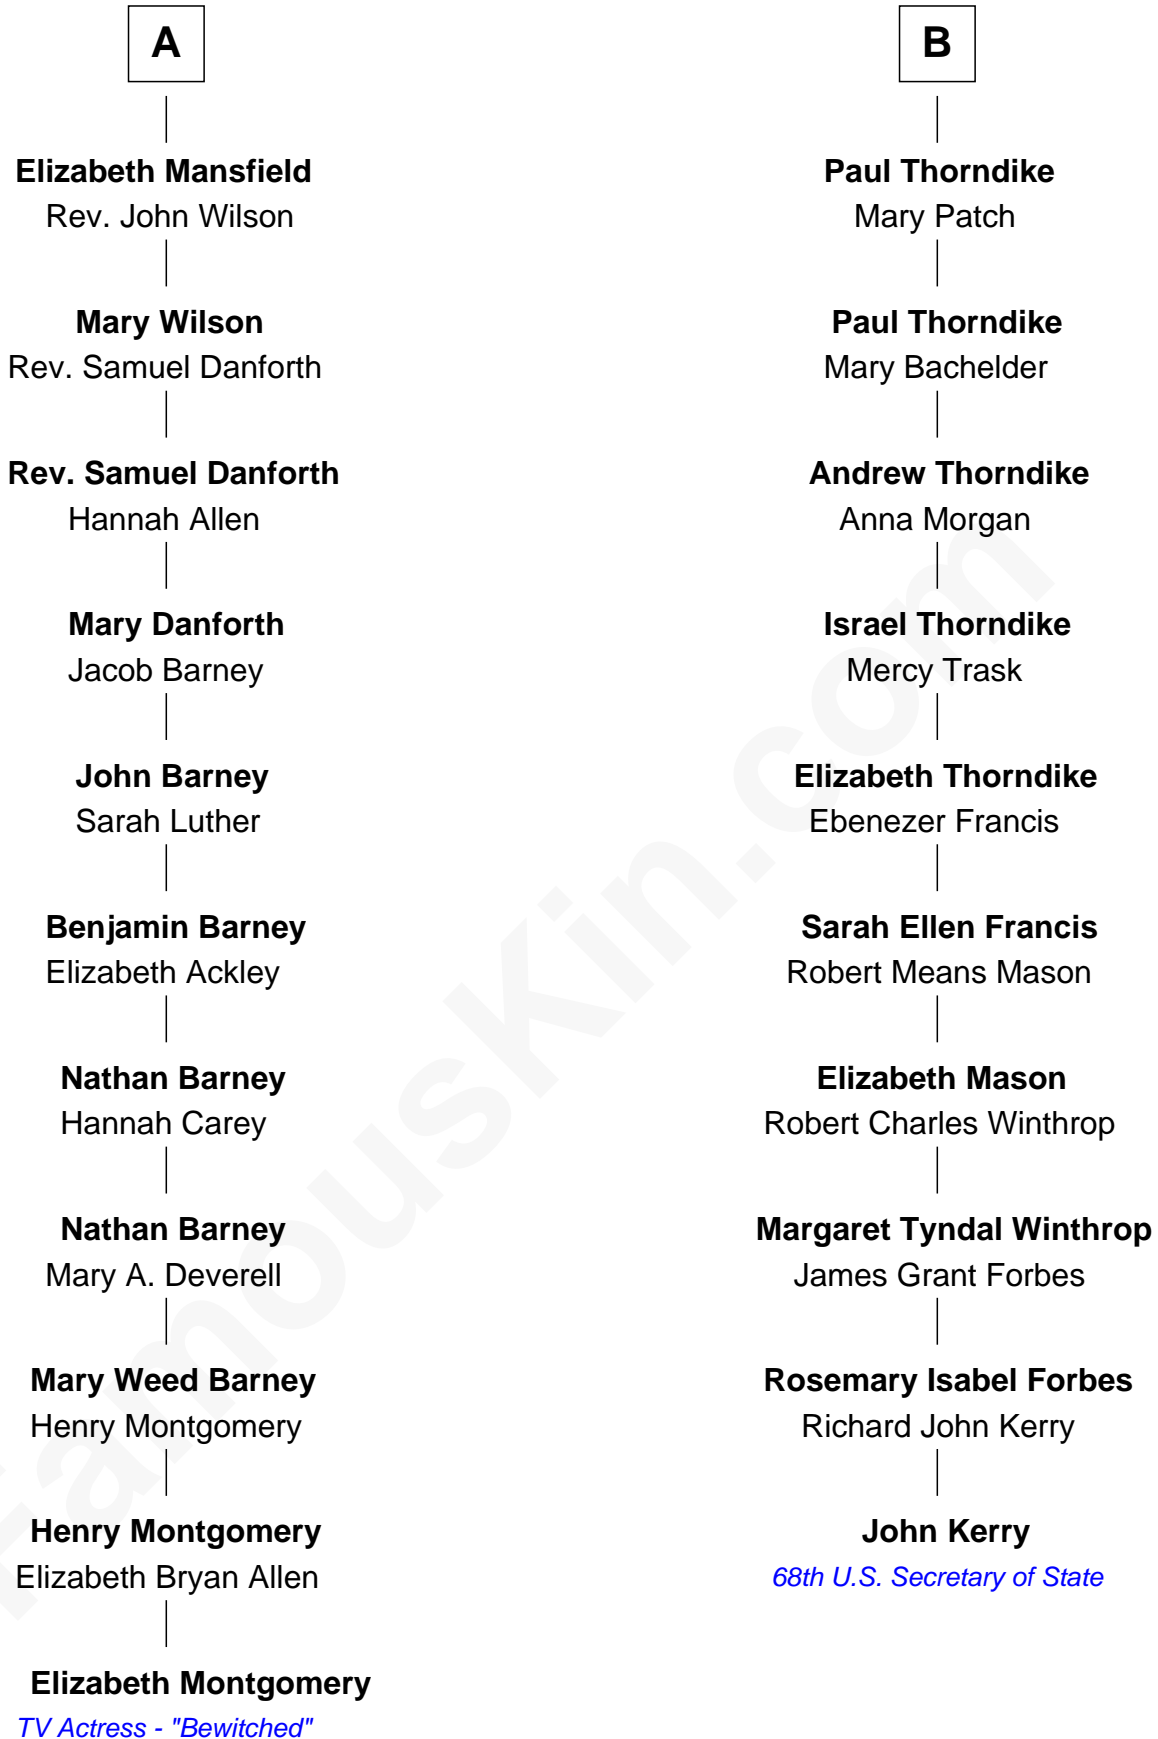 A
Elizabeth Mansfield
Rev. John Wilson
Mary Wilson
Rev. Samuel Danforth
Rev. Samuel Danforth
Hannah Allen
Mary Danforth
Jacob Barney
John Barney
Sarah Luther
Benjamin Barney
Elizabeth Ackley
Nathan Barney
Hannah Carey
Nathan Barney
Mary A. Deverell
Mary Weed Barney
Henry Montgomery
Henry Montgomery
Elizabeth Bryan Allen
Elizabeth Montgomery
TV Actress - "Bewitched"
B
Paul Thorndike
Mary Patch
Paul Thorndike
Mary Bachelder
Andrew Thorndike
Anna Morgan
Israel Thorndike
Mercy Trask
Elizabeth Thorndike
Ebenezer Francis
Sarah Ellen Francis
Robert Means Mason
Elizabeth Mason
Robert Charles Winthrop
Margaret Tyndal Winthrop
James Grant Forbes
Rosemary Isabel Forbes
Richard John Kerry
John Kerry
68th U.S. Secretary of State
FamousKin.com